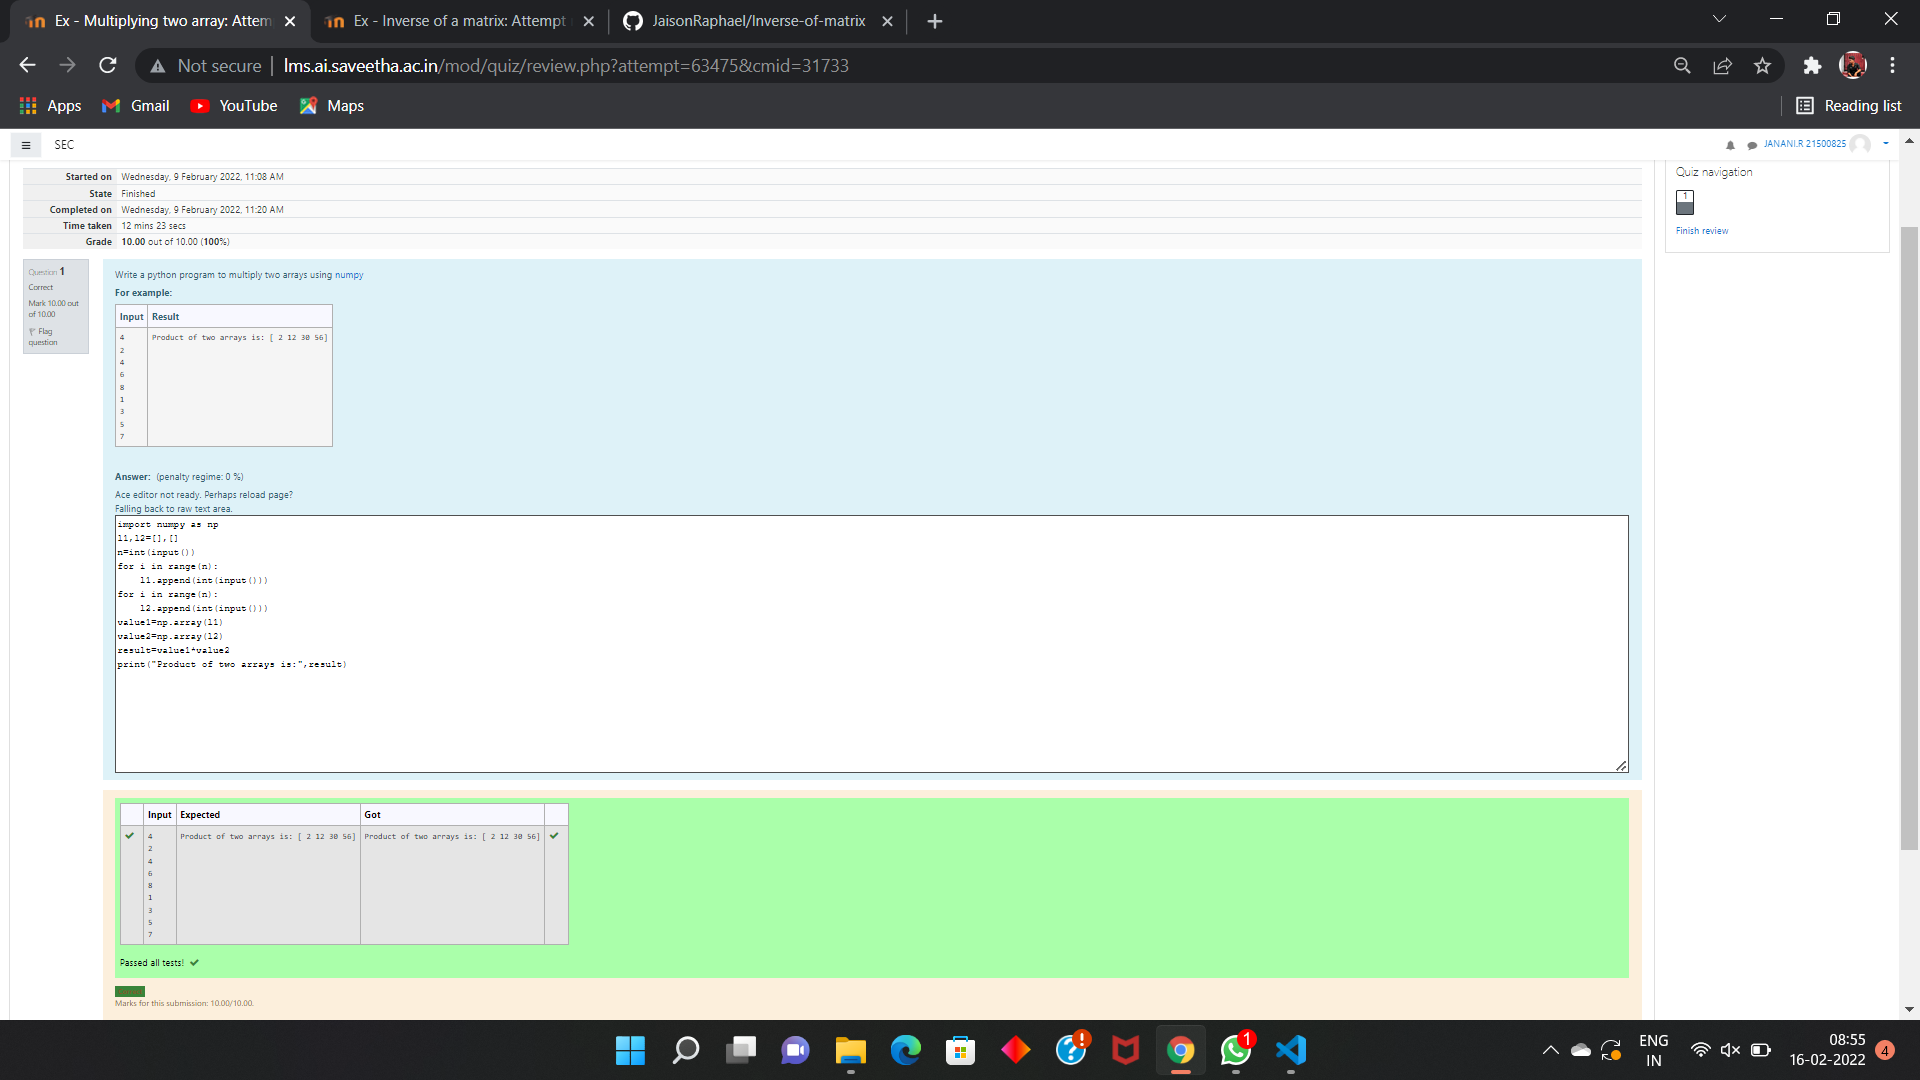 Ex - Multiplying two array: Attem
Ex - Inverse of a matrix: Attempt
JaisonRaphael/Inverse-of-matrix
Not secure
lms.ai.saveetha.ac.in/mod/quiz/review.php?attempt=63475&cmid=31733
Apps
Gmail
YouTube
Maps
Reading list
SEC
JANANI.R 21500825
Started on Wednesday, 9 February 2022, 11:08 AM
State Finished
Completed on Wednesday, 9 February 2022, 11:20 AM
Time taken 12 mins 23 secs
Grade 10.00 out of 10.00 (100%)
Quiz navigation
1
Finish review
Question 1
Correct
Mark 10.00 out
of 10.00
Flag
question
Write a python program to multiply two arrays using numpy
For example:
Input Result
4 Product of two arrays is: [ 2 12 30 56]
2
4
6
8
1
3
5
7
Answer: (penalty regime: 0 %)
Ace editor not ready. Perhaps reload page?
Falling back to raw text area.
import numpy as np
l1,l2=[],[]
n=int(input())
for i in range(n):
    l1.append(int(input()))
for i in range(n):
    l2.append(int(input()))
value1=np.array(l1)
value2=np.array(l2)
result=value1*value2
print("Product of two arrays is:",result)
Input Expected Got
4 Product of two arrays is: [ 2 12 30 56] Product of two arrays is: [ 2 12 30 56]
2
4
6
8
1
3
5
7
Passed all tests!
Marks for this submission: 10.00/10.00.
1
ENG
IN
08:55
16-02-2022
4